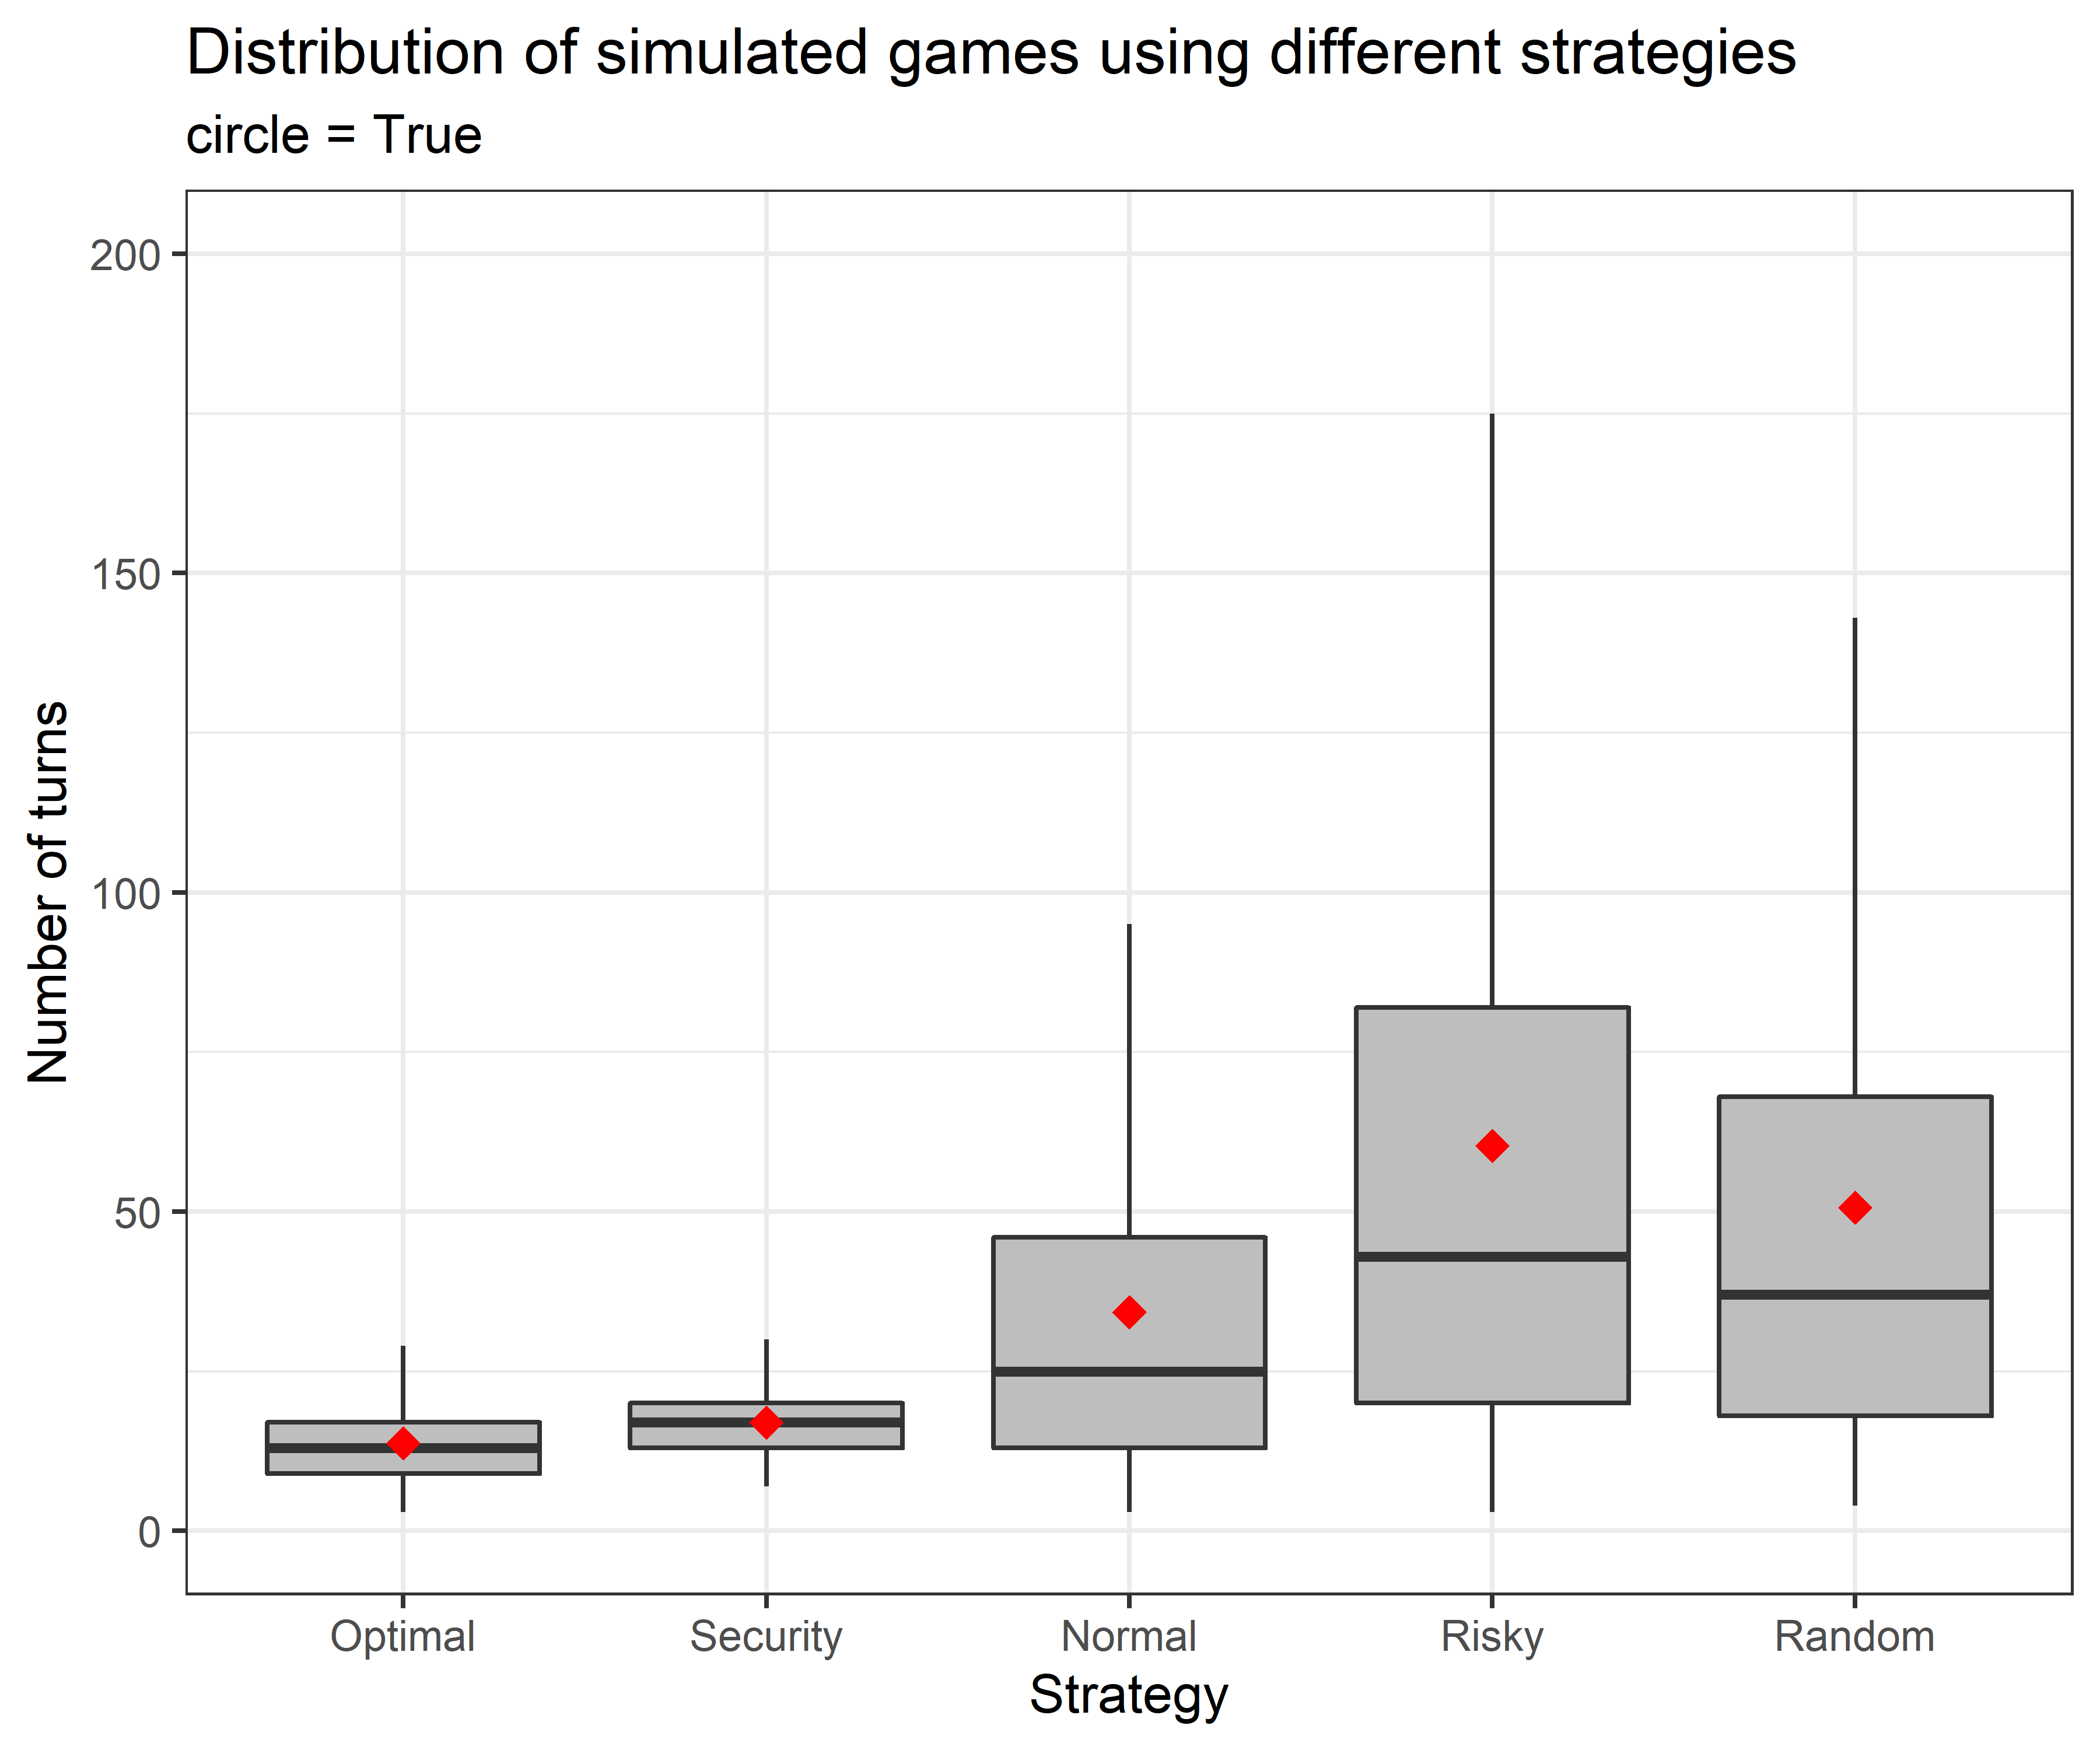 Distribution of simulated games using different strategies
circle = True
Number of turns
200
150
100
50
0
Optimal Security Normal Risky Random
Strategy